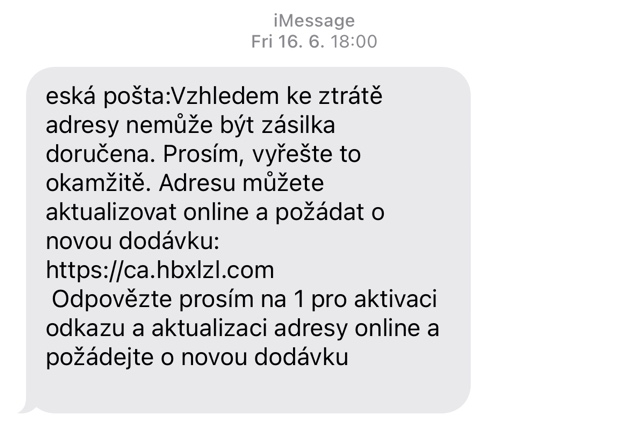 iMessage
Fri 16. 6. 18:00
eská pošta:Vzhledem ke ztrátě
adresy nemůže být zásilka
doručena. Prosím, vyřešte to
okamžitě. Adresu můžete
aktualizovat online a požádat o
novou dodávku:
https://ca.hbxlzl.com
Odpovězte prosím na 1 pro aktivaci
odkazu a aktualizaci adresy online a
požádejte o novou dodávku